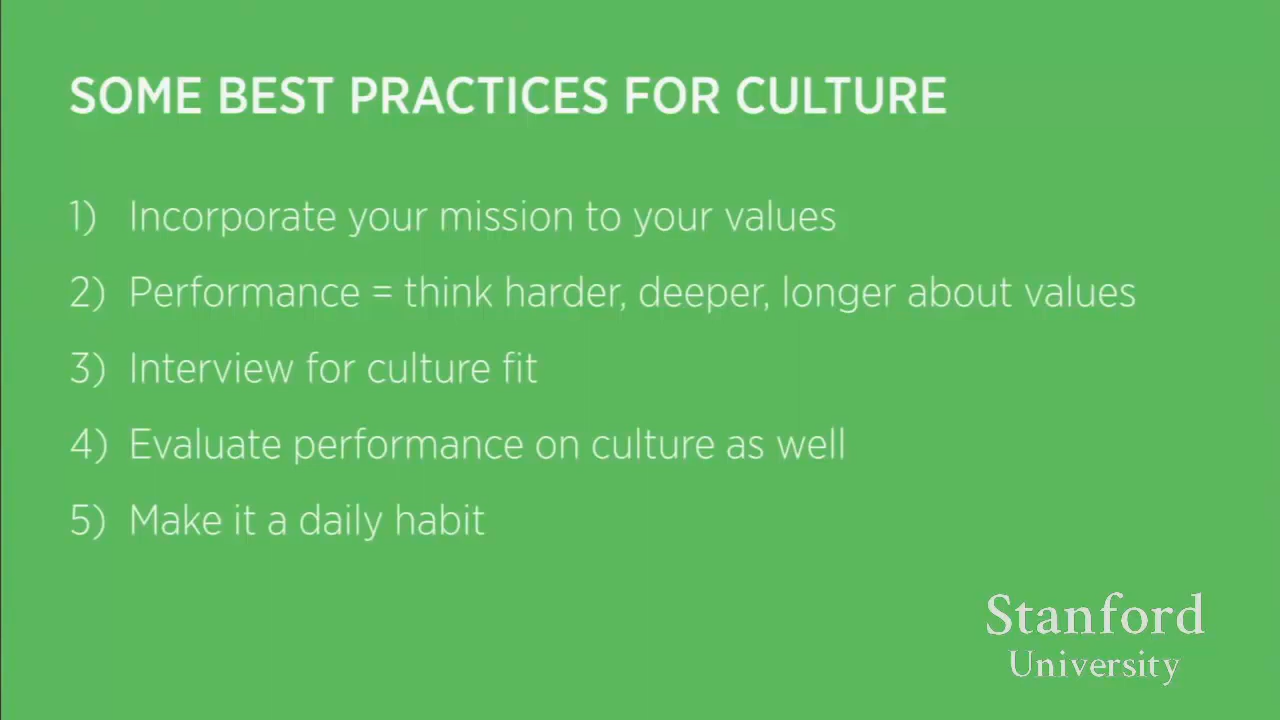 SOME BEST PRACTICES FOR CULTURE
1) Incorporate your mission to your values
2) Performance = think harder, deeper, longer about values
3) Interview for culture fit
4) Evaluate performance on culture as well
5) Make it a daily habit
Stanford
University